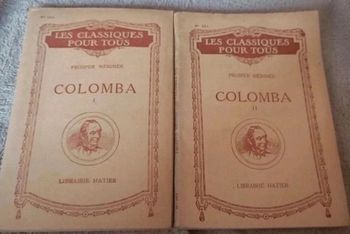 LES CLASSIQUES
POUR TOUS
PROSPER MÉRIMÉE
COLOMBA
I
LIBRAIRIE HATIER
LES CLASSIQUES
POUR TOUS
PROSPER MÉRIMÉE
COLOMBA
II
LIBRAIRIE HATIER